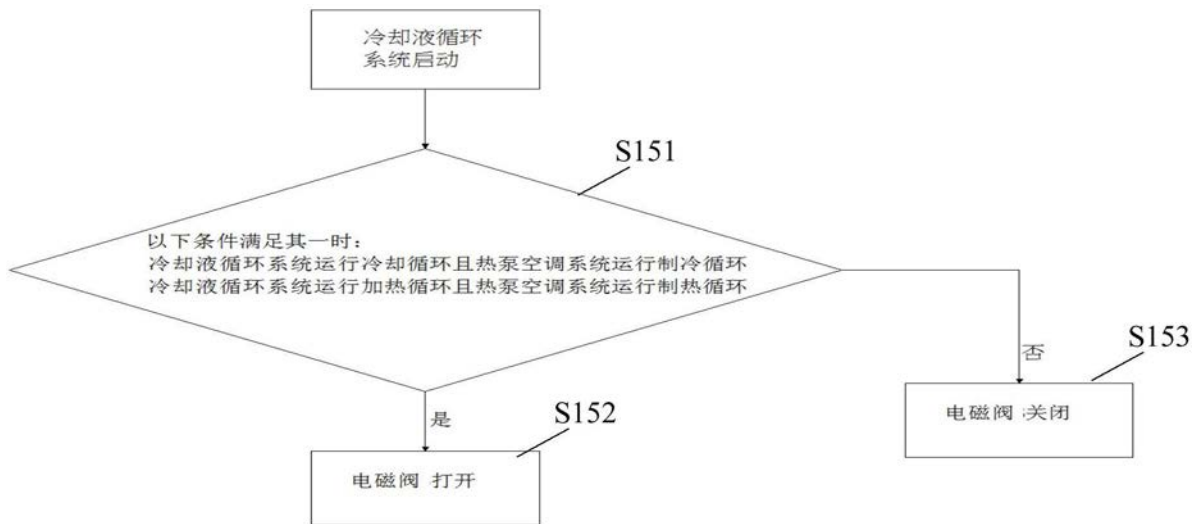 冷却液循环
系统启动
S151
以下条件满足其一时：
冷却液循环系统运行冷却循环且热泵空调系统运行制冷循环
冷却液循环系统运行加热循环且热泵空调系统运行制热循环
否
S153
电磁阀 关闭
是
S152
电磁阀 打开